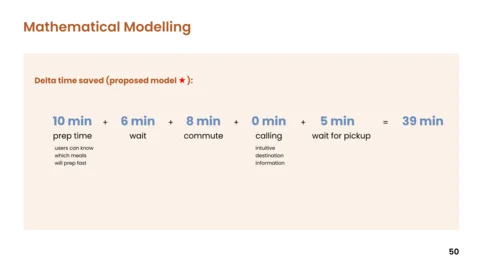 Mathematical Modelling
Delta time saved (proposed model ★):
10 min + 6 min + 8 min + 0 min + 5 min = 39 min
prep time wait commute calling wait for pickup
users can know intuitive
which meals destination
will prep fast information
50